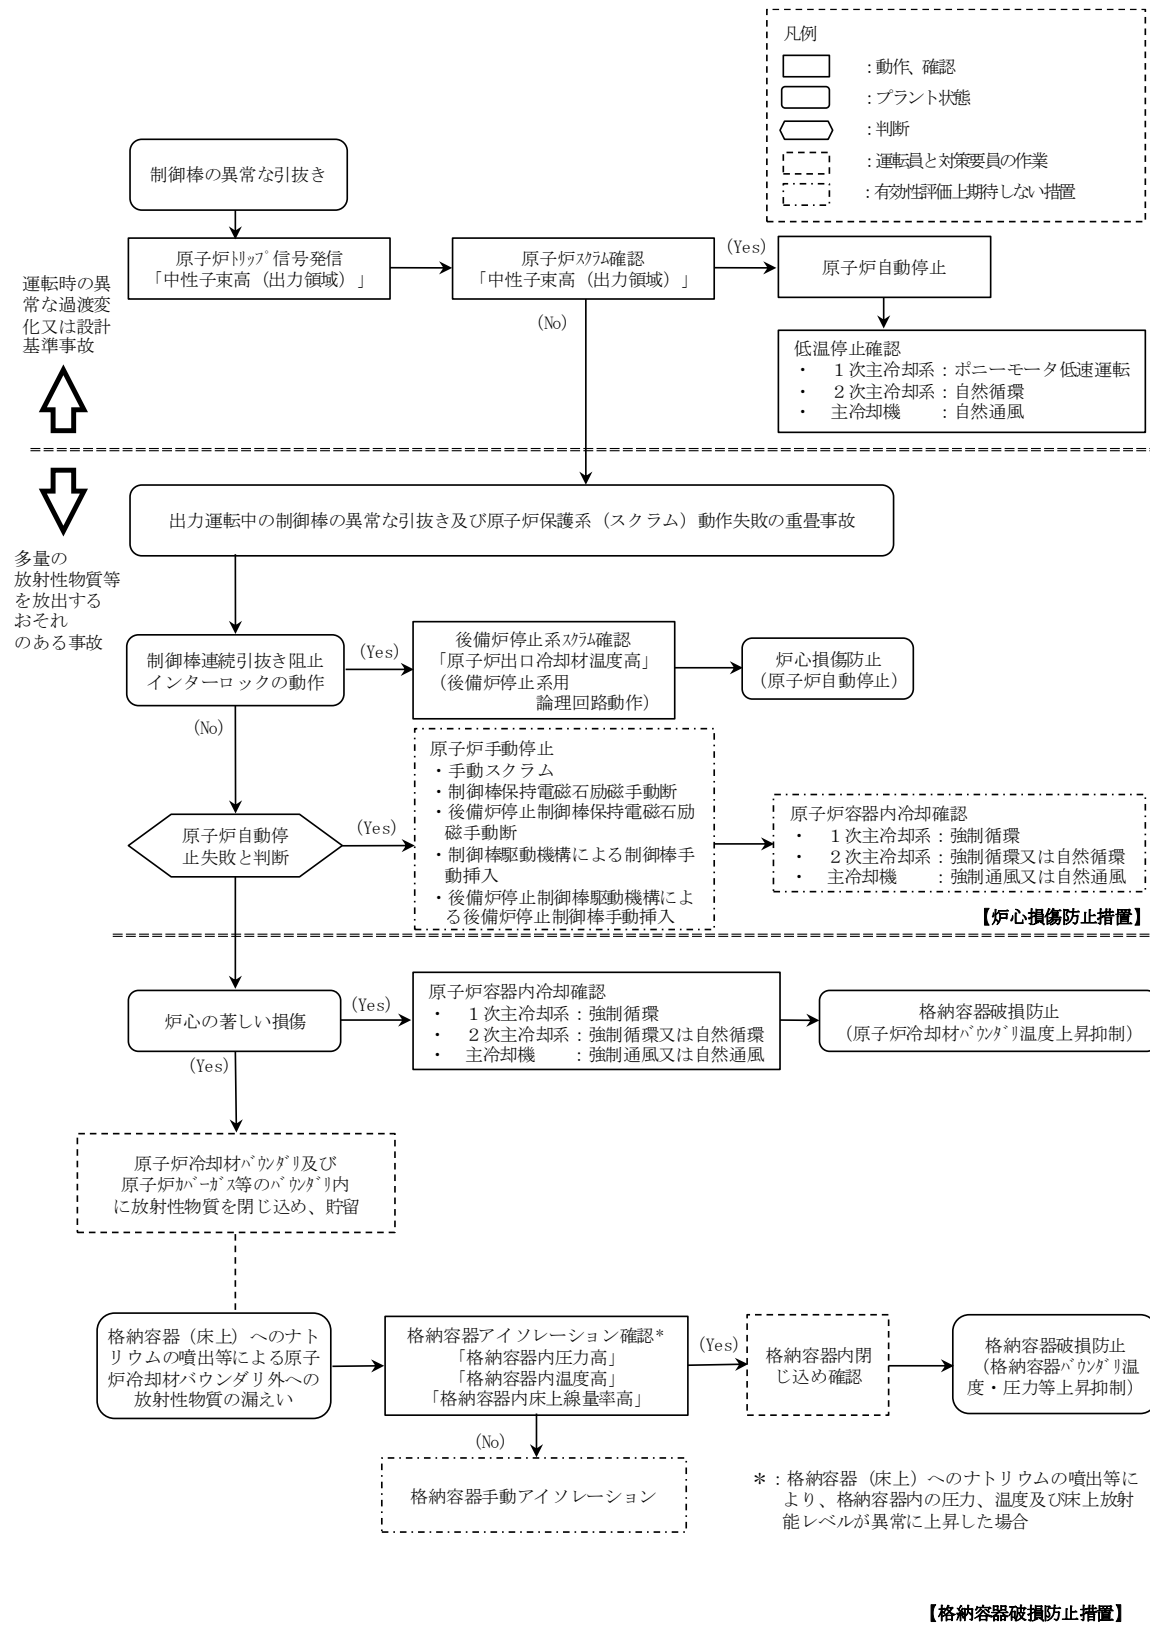 凡例
：動作、確認
：プラント状態
：判断
：運転員と対策要員の作業
：有効性評価上期待しない措置
制御棒の異常な引抜き
原子炉ﾄﾘｯﾌﾟ信号発信
「中性子束高（出力領域）」
原子炉ｽｸﾗﾑ確認
「中性子束高（出力領域）」
(Yes)
原子炉自動停止
(No)
運転時の異
常な過渡変
化又は設計
基準事故
低温停止確認
・　１次主冷却系：ポニーモータ低速運転
・　２次主冷却系：自然循環
・　主冷却機　　：自然通風
出力運転中の制御棒の異常な引抜き及び原子炉保護系（スクラム）動作失敗の重畳事故
多量の
放射性物質等
を放出する
おそれ
のある事故
制御棒連続引抜き阻止
インターロックの動作
(Yes)
後備炉停止系ｽｸﾗﾑ確認
「原子炉出口冷却材温度高」
（後備炉停止系用
論理回路動作）
炉心損傷防止
（原子炉自動停止）
(No)
原子炉自動停
止失敗と判断
(Yes)
原子炉手動停止
・手動スクラム
・制御棒保持電磁石励磁手動断
・後備炉停止制御棒保持電磁石励
磁手動断
・制御棒駆動機構による制御棒手
動挿入
・後備炉停止制御棒駆動機構によ
る後備炉停止制御棒手動挿入
原子炉容器内冷却確認
・　１次主冷却系：強制循環
・　２次主冷却系：強制循環又は自然循環
・　主冷却機　　：強制通風又は自然通風
【炉心損傷防止措置】
炉心の著しい損傷
(Yes)
原子炉容器内冷却確認
・　１次主冷却系：強制循環
・　２次主冷却系：強制循環又は自然循環
・　主冷却機　　：強制通風又は自然通風
格納容器破損防止
（原子炉冷却材ﾊﾞｳﾝﾀﾞﾘ温度上昇抑制）
(Yes)
原子炉冷却材ﾊﾞｳﾝﾀﾞﾘ及び
原子炉ｶﾊﾞｰｶﾞｽ等のﾊﾞｳﾝﾀﾞﾘ内
に放射性物質を閉じ込め、貯留
格納容器（床上）へのナト
リウムの噴出等による原子
炉冷却材バウンダリ外への
放射性物質の漏えい
格納容器アイソレーション確認*
「格納容器内圧力高」
「格納容器内温度高」
「格納容器内床上線量率高」
(Yes)
格納容器内閉
じ込め確認
格納容器破損防止
（格納容器ﾊﾞｳﾝﾀﾞﾘ温
度・圧力等上昇抑制）
(No)
格納容器手動アイソレーション
＊：格納容器（床上）へのナトリウムの噴出等に
より、格納容器内の圧力、温度及び床上放射
能レベルが異常に上昇した場合
【格納容器破損防止措置】